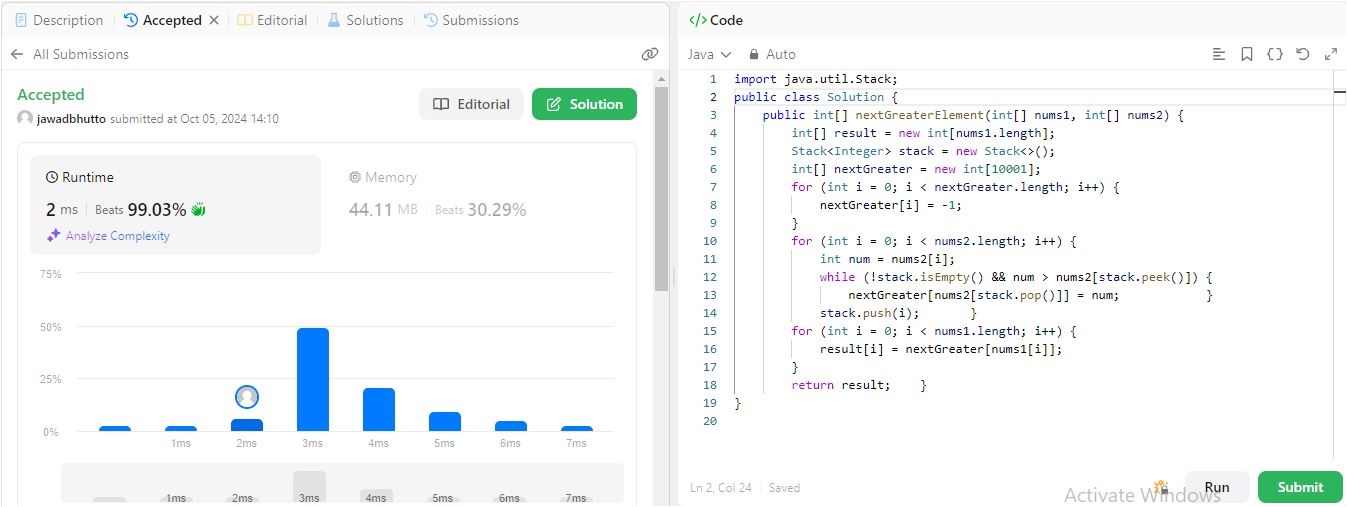 Description Accepted Editorial Solutions Submissions
All Submissions
Accepted
jawadbhutto submitted at Oct 05, 2024 14:10
Editorial
Solution
Runtime
2 ms Beats 99.03%
Analyze Complexity
Memory
44.11 MB Beats 30.29%
75%
50%
25%
0%
1ms 2ms 3ms 4ms 5ms 6ms 7ms
1ms 2ms 3ms 4ms 5ms 6ms 7ms
</> Code
Java Auto
1 import java.util.Stack;
2 public class Solution {
3 public int[] nextGreaterElement(int[] nums1, int[] nums2) {
4 int[] result = new int[nums1.length];
5 Stack<Integer> stack = new Stack<>();
6 int[] nextGreater = new int[10001];
7 for (int i = 0; i < nextGreater.length; i++) {
8 nextGreater[i] = -1;
9 }
10 for (int i = 0; i < nums2.length; i++) {
11 int num = nums2[i];
12 while (!stack.isEmpty() && num > nums2[stack.peek()]) {
13 nextGreater[nums2[stack.pop()]] = num; }
14 stack.push(i); }
15 for (int i = 0; i < nums1.length; i++) {
16 result[i] = nextGreater[nums1[i]];
17 }
18 return result; }
19 }
20
Ln 2, Col 24 Saved
Run
Submit
Activate Windows